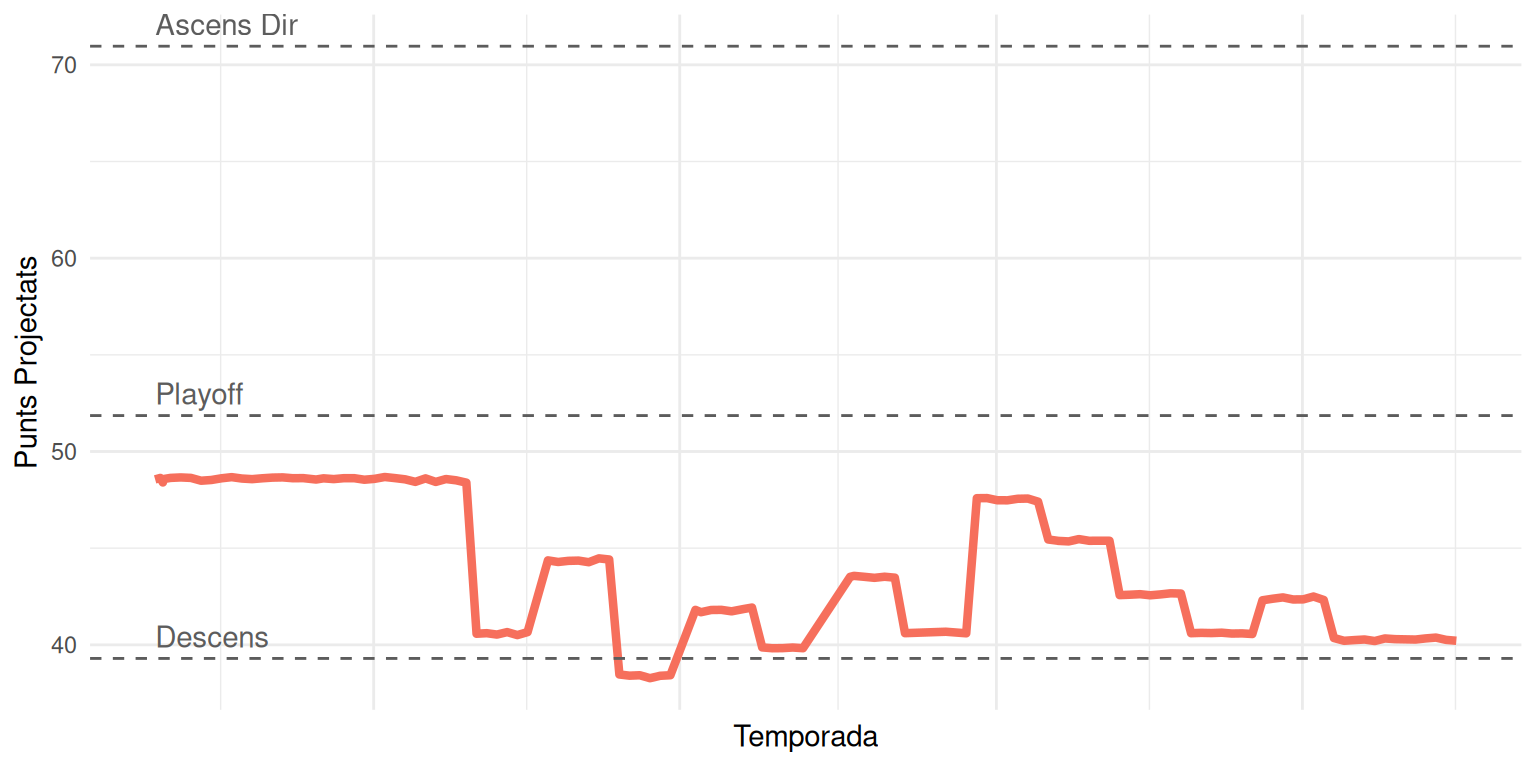 Ascens Dir
70
60
Punts Projectats
Playoff
50
Descens
40
Temporada